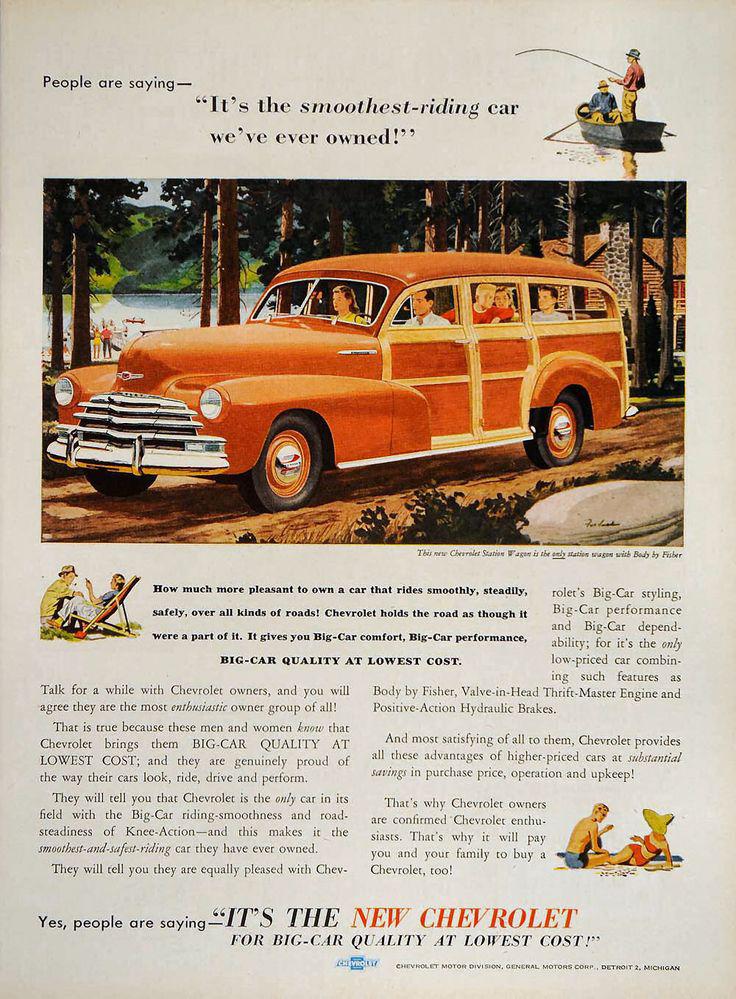 People are saying—
“It’s the smoothest-riding car
we’ve ever owned!”
This new Chevrolet Station Wagon is the only station wagon with Body by Fisher
How much more pleasant to own a car that rides smoothly, steadily,
safely, over all kinds of roads! Chevrolet holds the road as though it
were a part of it. It gives you Big-Car comfort, Big-Car performance,
BIG-CAR QUALITY AT LOWEST COST.
Talk for a while with Chevrolet owners, and you will
agree they are the most enthusiastic owner group of all!
That is true because these men and women know that
Chevrolet brings them BIG-CAR QUALITY AT
LOWEST COST; and they are genuinely proud of
the way their cars look, ride, drive and perform.
They will tell you that Chevrolet is the only car in its
field with the Big-Car riding-smoothness and road-
steadiness of Knee-Action—and this makes it the
smoothest-and-safest-riding car they have ever owned.
They will tell you they are equally pleased with Chev-
rolet’s Big-Car styling,
Big-Car performance
and Big-Car depend-
ability; for it’s the only
low-priced car combin-
ing such features as
Body by Fisher, Valve-in-Head Thrift-Master Engine and
Positive-Action Hydraulic Brakes.
And most satisfying of all to them, Chevrolet provides
all these advantages of higher-priced cars at substantial
savings in purchase price, operation and upkeep!
That’s why Chevrolet owners
are confirmed Chevrolet enthu-
siasts. That’s why it will pay
you and your family to buy a
Chevrolet, too!
Yes, people are saying—“IT’S THE NEW CHEVROLET
FOR BIG-CAR QUALITY AT LOWEST COST!”
CHEVROLET
CHEVROLET MOTOR DIVISION, GENERAL MOTORS CORP., DETROIT 2, MICHIGAN